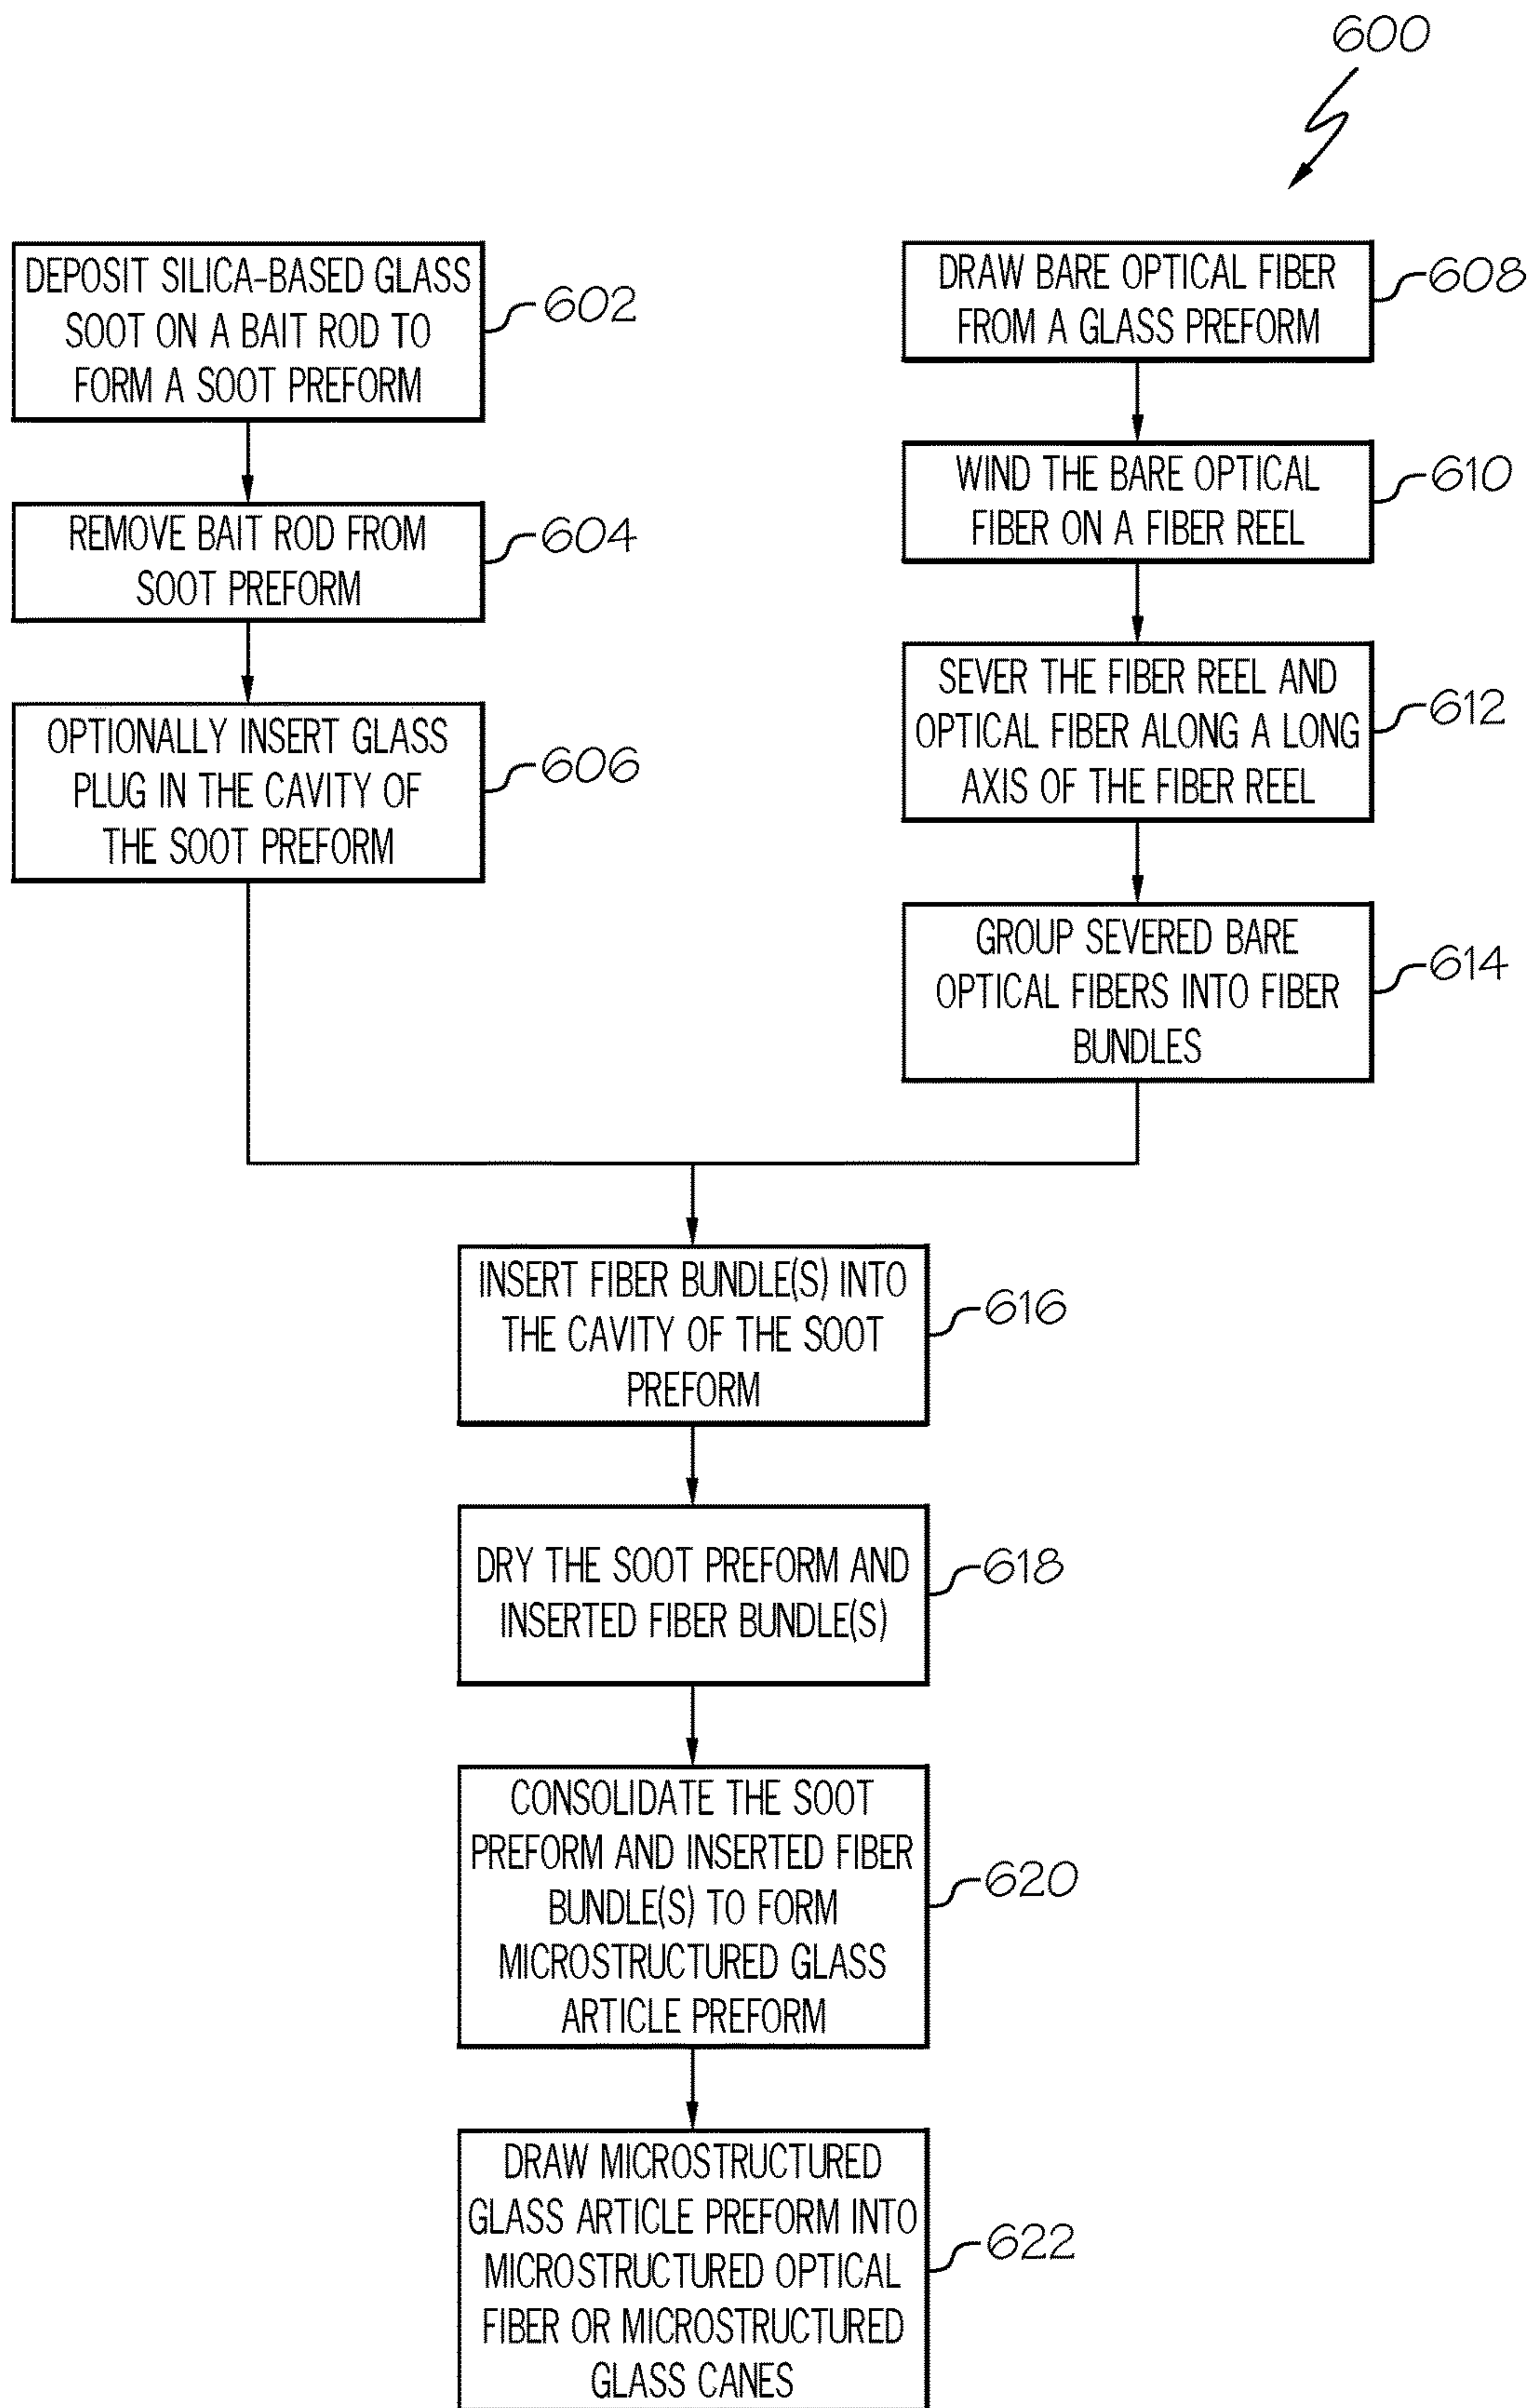 600
DEPOSIT SILICA-BASED GLASS
SOOT ON A BAIT ROD TO
FORM A SOOT PREFORM
602
REMOVE BAIT ROD FROM
SOOT PREFORM
604
OPTIONALLY INSERT GLASS
PLUG IN THE CAVITY OF
THE SOOT PREFORM
606
DRAW BARE OPTICAL FIBER
FROM A GLASS PREFORM
608
WIND THE BARE OPTICAL
FIBER ON A FIBER REEL
610
SEVER THE FIBER REEL AND
OPTICAL FIBER ALONG A LONG
AXIS OF THE FIBER REEL
612
GROUP SEVERED BARE
OPTICAL FIBERS INTO FIBER
BUNDLES
614
INSERT FIBER BUNDLE(S) INTO
THE CAVITY OF THE SOOT
PREFORM
616
DRY THE SOOT PREFORM AND
INSERTED FIBER BUNDLE(S)
618
CONSOLIDATE THE SOOT
PREFORM AND INSERTED FIBER
BUNDLE(S) TO FORM
MICROSTRUCTURED GLASS
ARTICLE PREFORM
620
DRAW MICROSTRUCTURED
GLASS ARTICLE PREFORM INTO
MICROSTRUCTURED OPTICAL
FIBER OR MICROSTRUCTURED
GLASS CANES
622